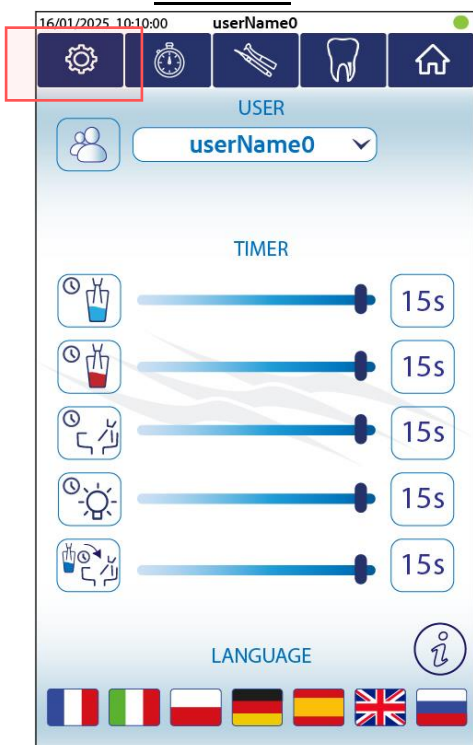 16/01/2025 10:10:00 userName0
USER
userName0
TIMER
15s
15s
15s
15s
15s
LANGUAGE
i